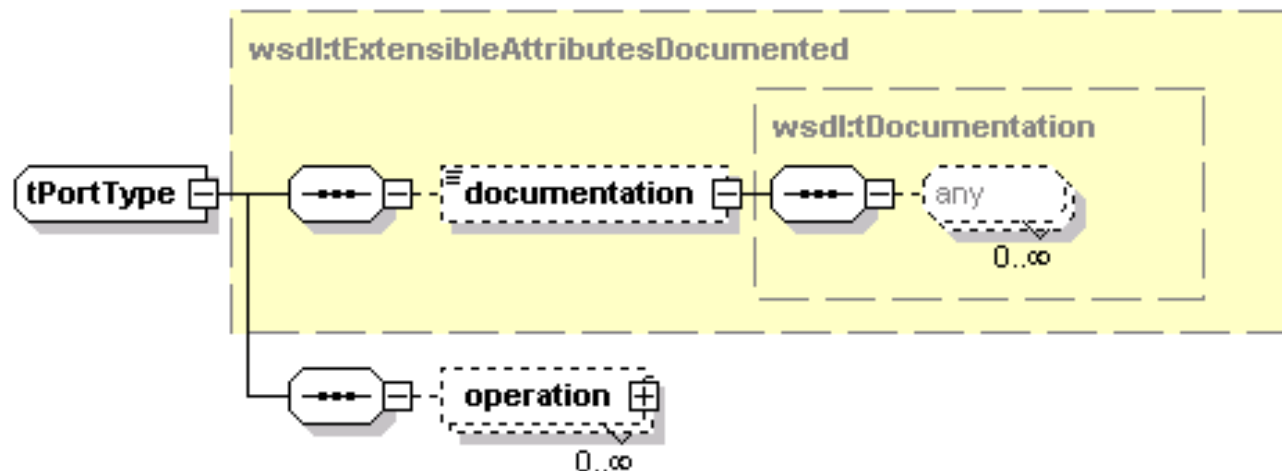 wsdl:tExtensibleAttributesDocumented
wsdl:tDocumentation
tPortType
documentation
any
0..∞
operation
0..∞